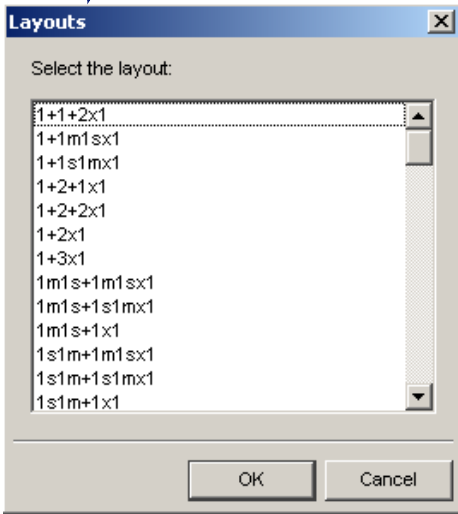 Layouts
Select the layout:
1+1+2x1
1+1m1sx1
1+1s1mx1
1+2+1x1
1+2+2x1
1+2x1
1+3x1
1m1s+1m1sx1
1m1s+1s1mx1
1m1s+1x1
1s1m+1m1sx1
1s1m+1s1mx1
1s1m+1x1
OK Cancel